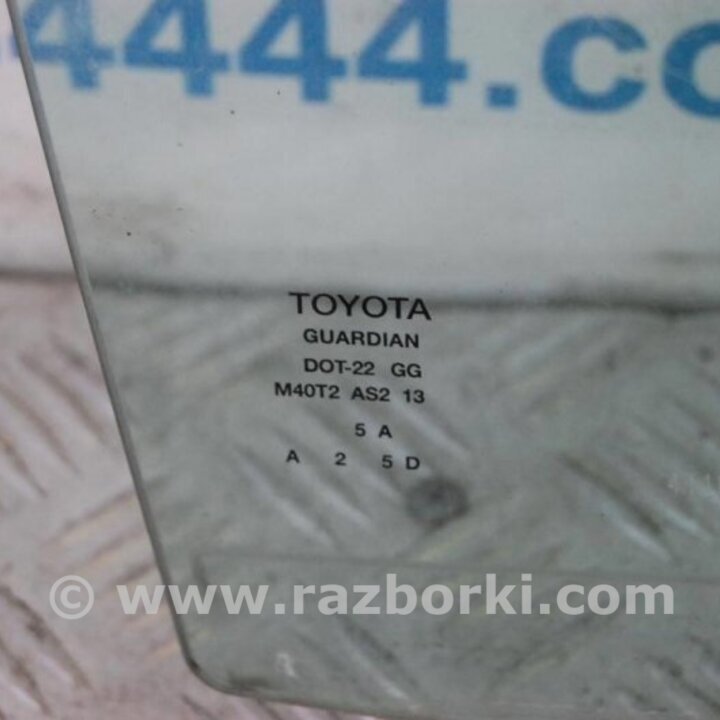 4444.co
TOYOTA
GUARDIAN
DOT-22 GG
M40T2 AS2 13
5 A
A 2 5 D
© www.razborki.com